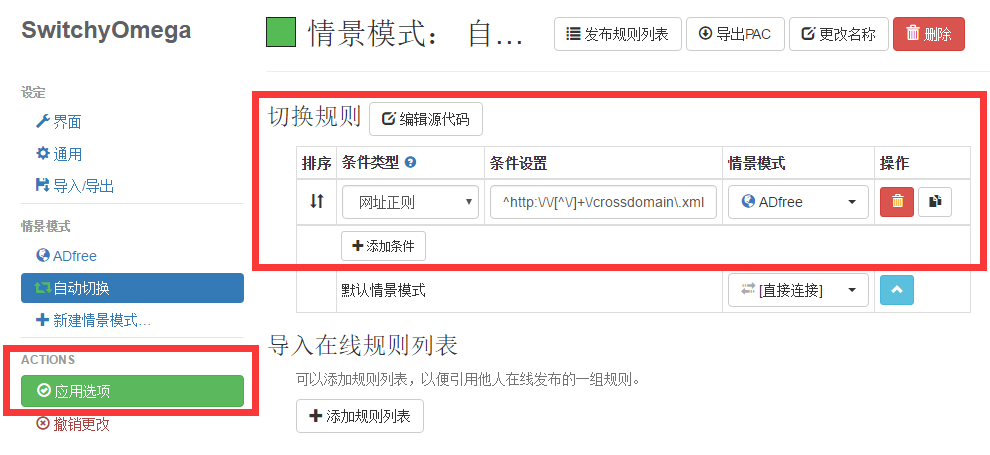 SwitchyOmega
设定
界面
通用
导入/导出
情景模式
ADfree
自动切换
新建情景模式…
ACTIONS
应用选项
撤销更改
情景模式： 自…
发布规则列表 导出PAC 更改名称 删除
切换规则 编辑源代码
排序 条件类型 条件设置 情景模式 操作
网址正则 ^http:\/\/[^\/]+\/crossdomain\.xml ADfree
添加条件
默认情景模式 [直接连接]
导入在线规则列表
可以添加规则列表，以便引用他人在线发布的一组规则。
添加规则列表